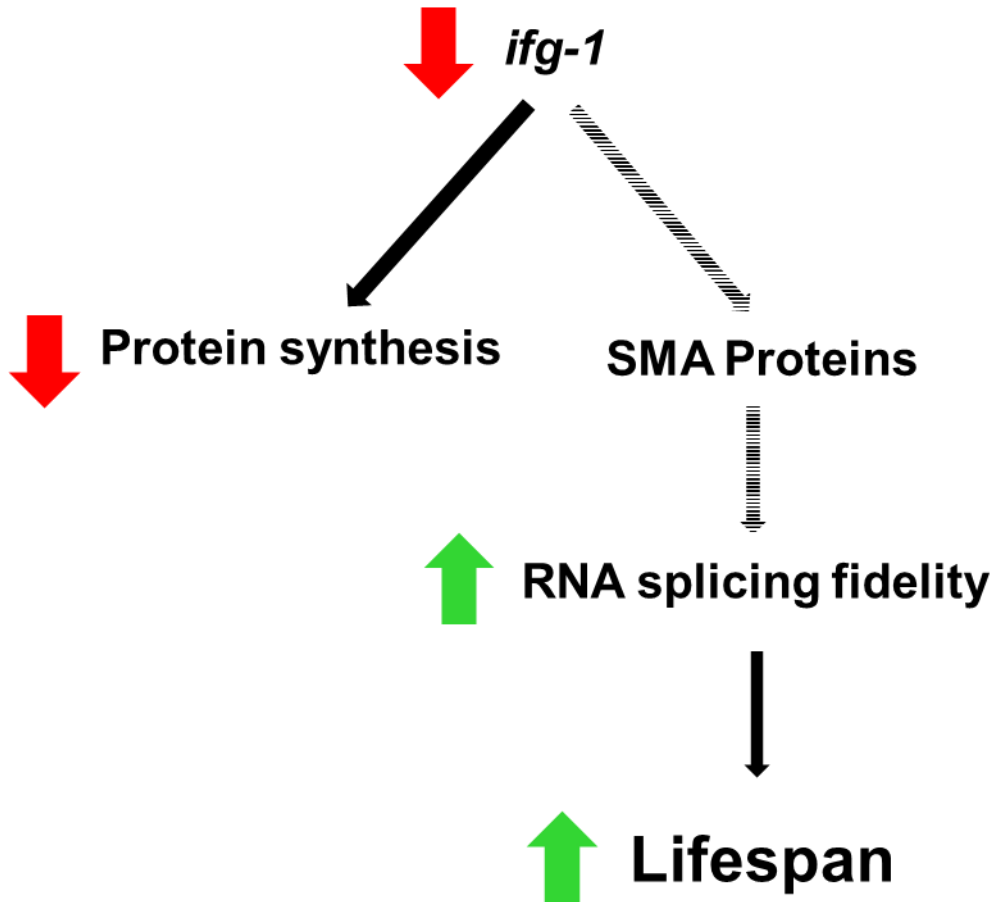 ifg-1
Protein synthesis
SMA Proteins
RNA splicing fidelity
Lifespan